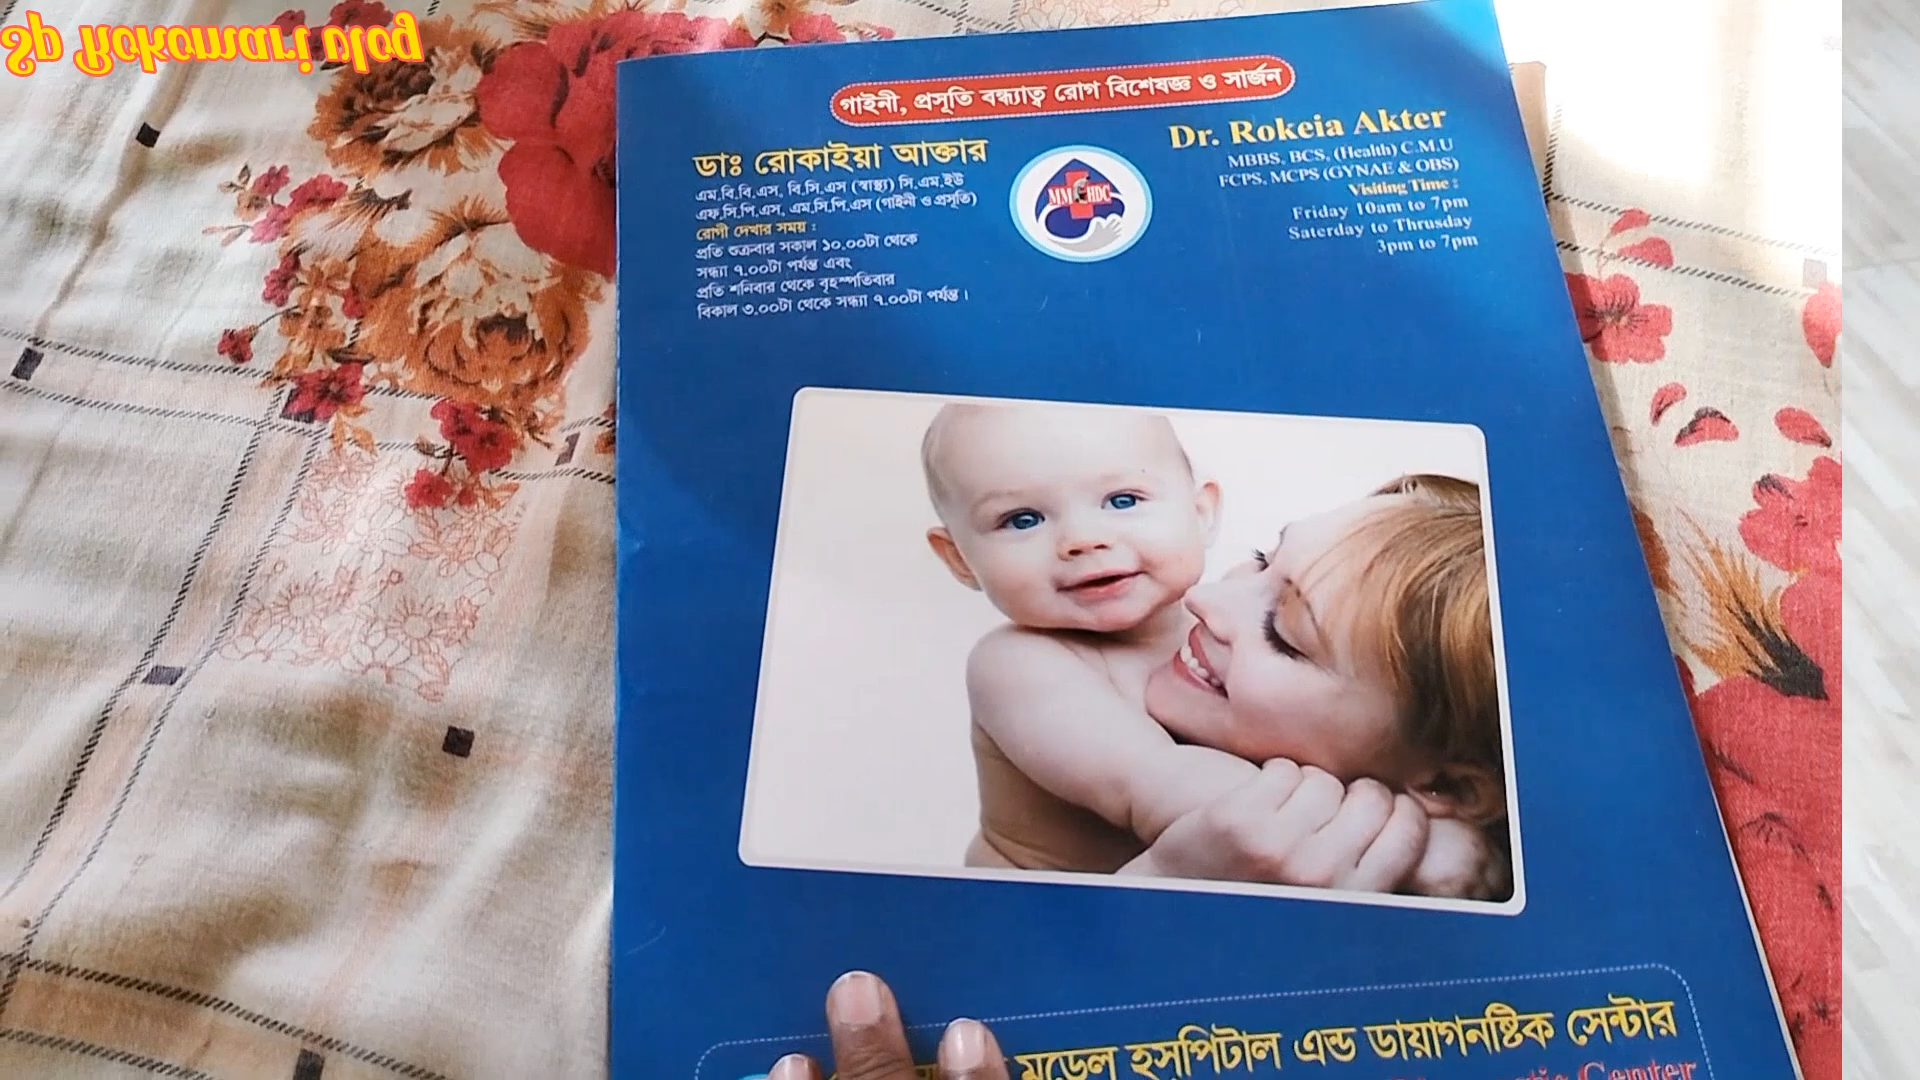 গাইনী, প্রসূতি বন্ধ্যাত্ব রোগ বিশেষজ্ঞ ও সার্জন
ডাঃ রোকাইয়া আক্তার
এম.বি.বি.এস, বি.সি.এস (স্বাস্থ্য) সি.এম.ইউ
এফ.সি.পি.এস, এম.সি.পি.এস (গাইনী ও প্রসূতি)
রোগী দেখার সময় :
প্রতি শুক্রবার সকাল ১০.০০টা থেকে
সন্ধ্যা ৭.০০টা পর্যন্ত এবং
প্রতি শনিবার থেকে বৃহস্পতিবার
বিকাল ৩.০০টা থেকে সন্ধ্যা ৭.০০টা পর্যন্ত।
Dr. Rokeia Akter
MBBS, BCS, (Health) C.M.U
FCPS, MCPS (GYNAE & OBS)
Visiting Time :
Friday 10am to 7pm
Saterday to Thrusday
3pm to 7pm
মডেল হসপিটাল এন্ড ডায়াগনষ্টিক সেন্টার
Center